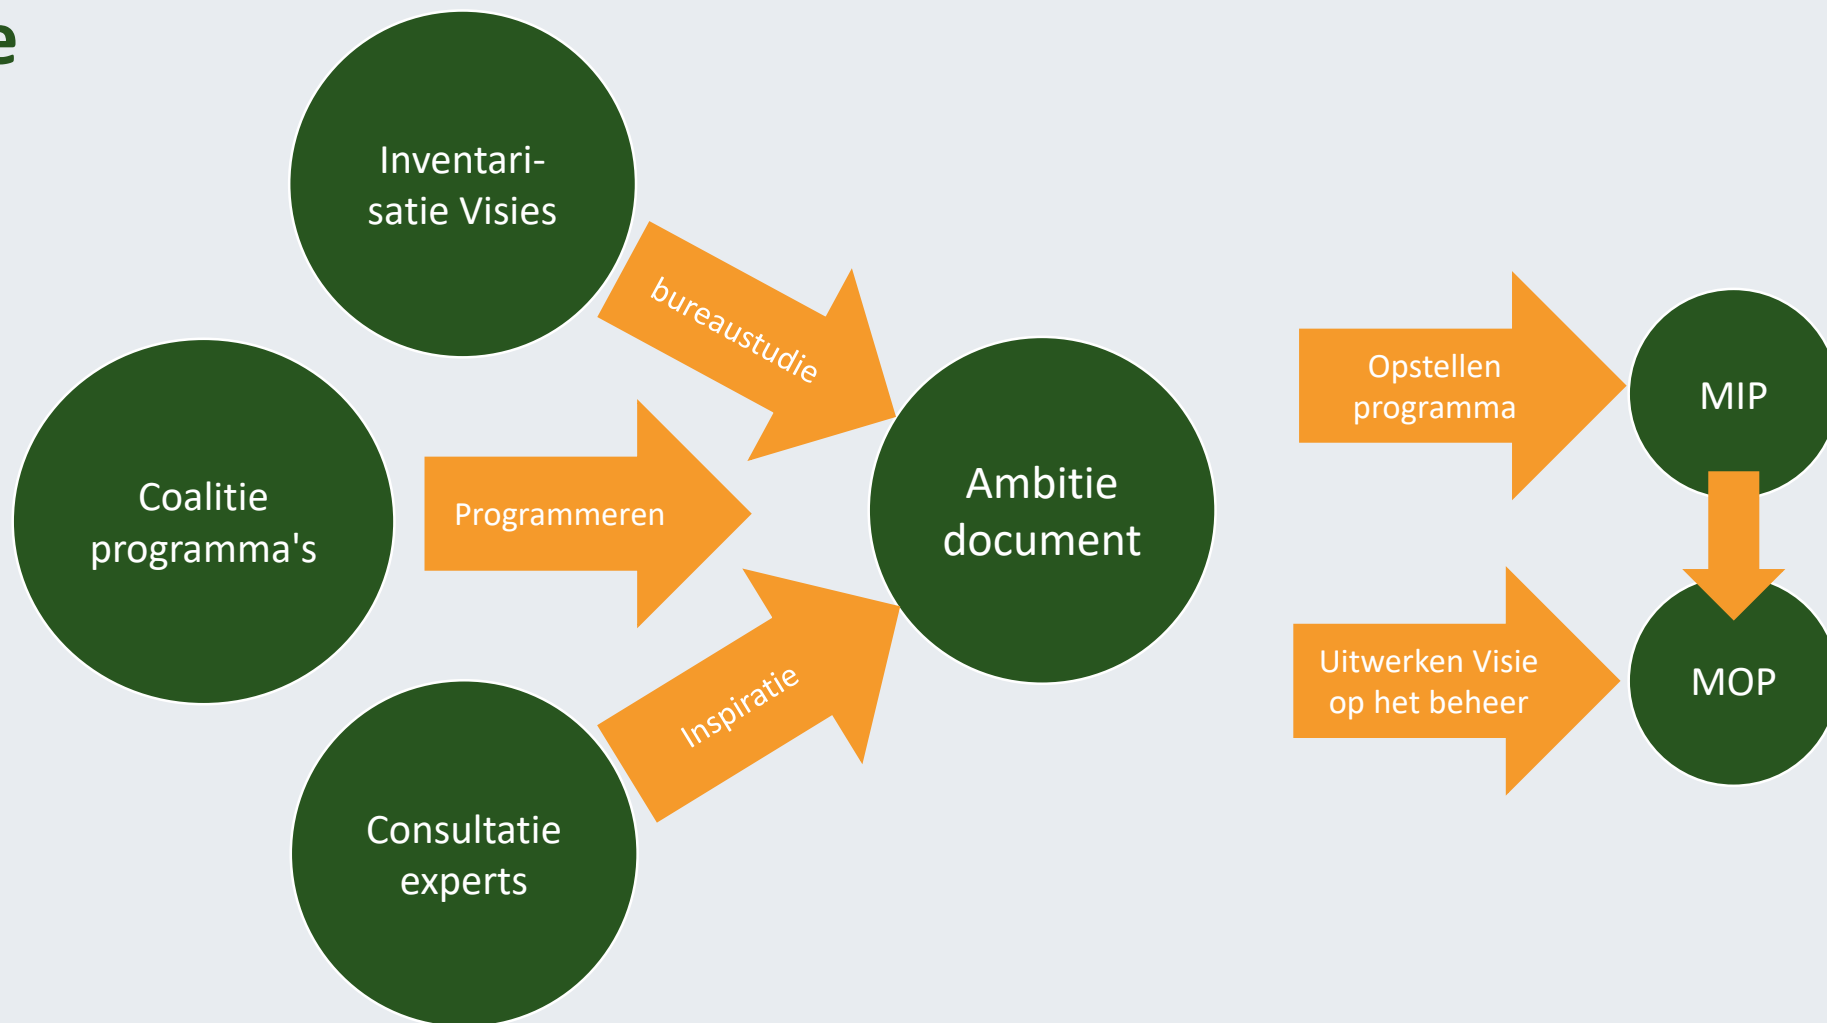 e
Inventari-
satie Visies
bureaustudie
Coalitie
programma's
Programmeren
Ambitie
document
Inspiratie
Consultatie
experts
Opstellen
programma
MIP
Uitwerken Visie
op het beheer
MOP